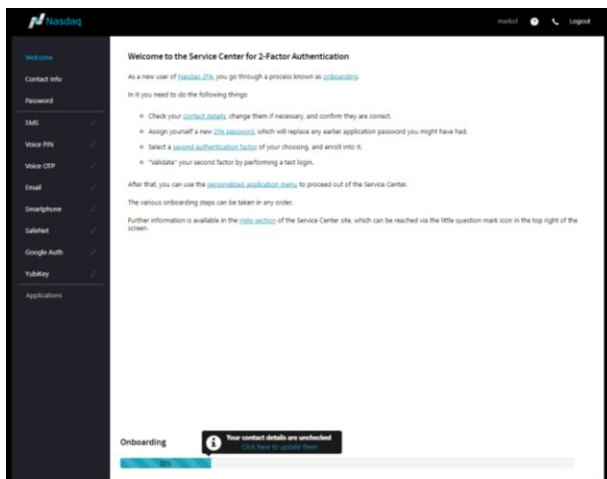 Nasdaq
Logout
Welcome
Contact Info
Password
SMS
Voice PIN
Voice OTP
Email
Smartphone
SafeNet
Google Auth
YubiKey
Applications
Welcome to the Service Center for 2-Factor Authentication
As a new user of Nasdaq 2FA, you go through a process known as onboarding.
In it you need to do the following things:
Check your contact details, change them if necessary, and confirm they are correct.
Assign yourself a new 2FA password, which will replace any earlier application password you might have had.
Select a second authentication factor of your choosing, and enroll into it.
"Validate" your second factor by performing a test login.
After that, you can use the personalized application menu to proceed out of the Service Center.
The various onboarding steps can be taken in any order.
Further information is available in the Help section of the Service Center site, which can be reached via the little question mark icon in the top right of the
screen.
Onboarding
Your contact details are unchecked
Click here to update them
20%